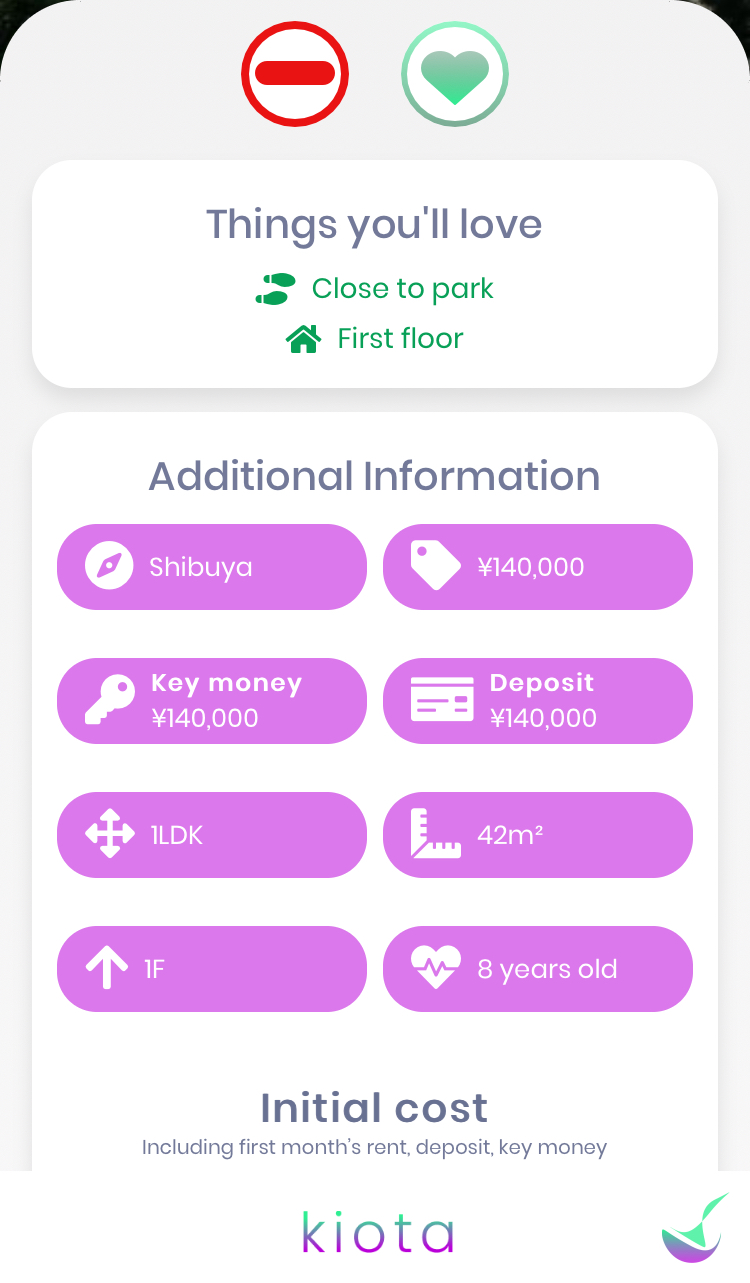 Things you'll love
Close to park
First floor
Additional Information
Shibuya
¥140,000
Key money
¥140,000
Deposit
¥140,000
1LDK
42m²
1F
8 years old
Initial cost
Including first month’s rent, deposit, key money
kiota